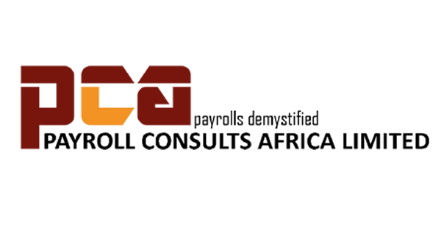 pca
payrolls demystified
PAYROLL CONSULTS AFRICA LIMITED